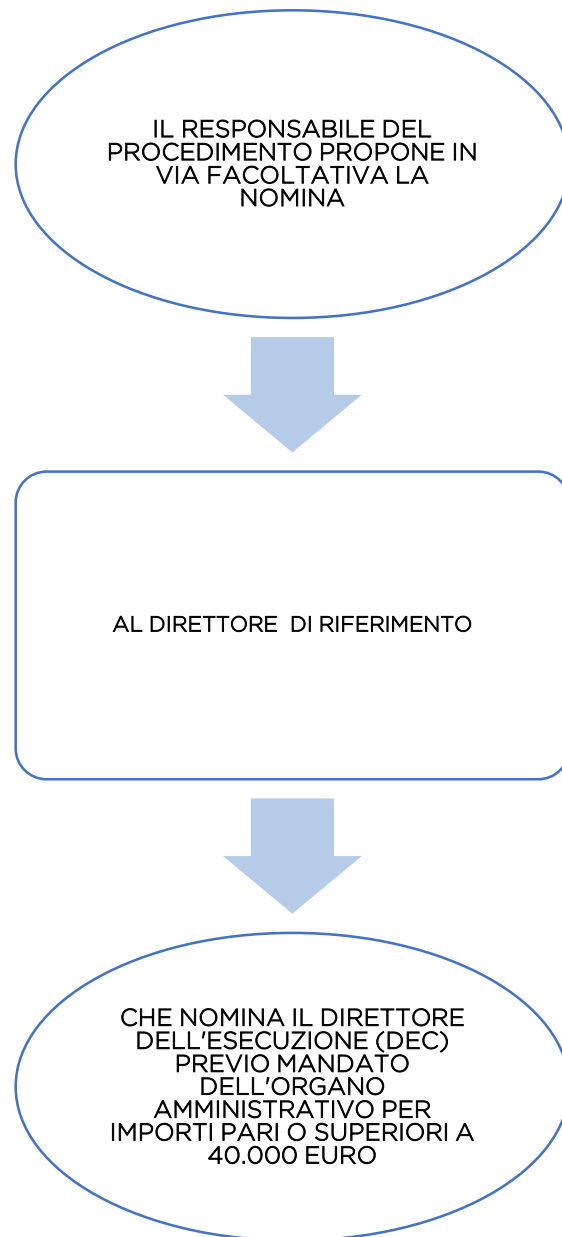 IL RESPONSABILE DEL
PROCEDIMENTO PROPONE IN
VIA FACOLTATIVA LA
NOMINA
AL DIRETTORE  DI RIFERIMENTO
CHE NOMINA IL DIRETTORE
DELL'ESECUZIONE (DEC)
PREVIO MANDATO
DELL'ORGANO
AMMINISTRATIVO PER
IMPORTI PARI O SUPERIORI A
40.000 EURO